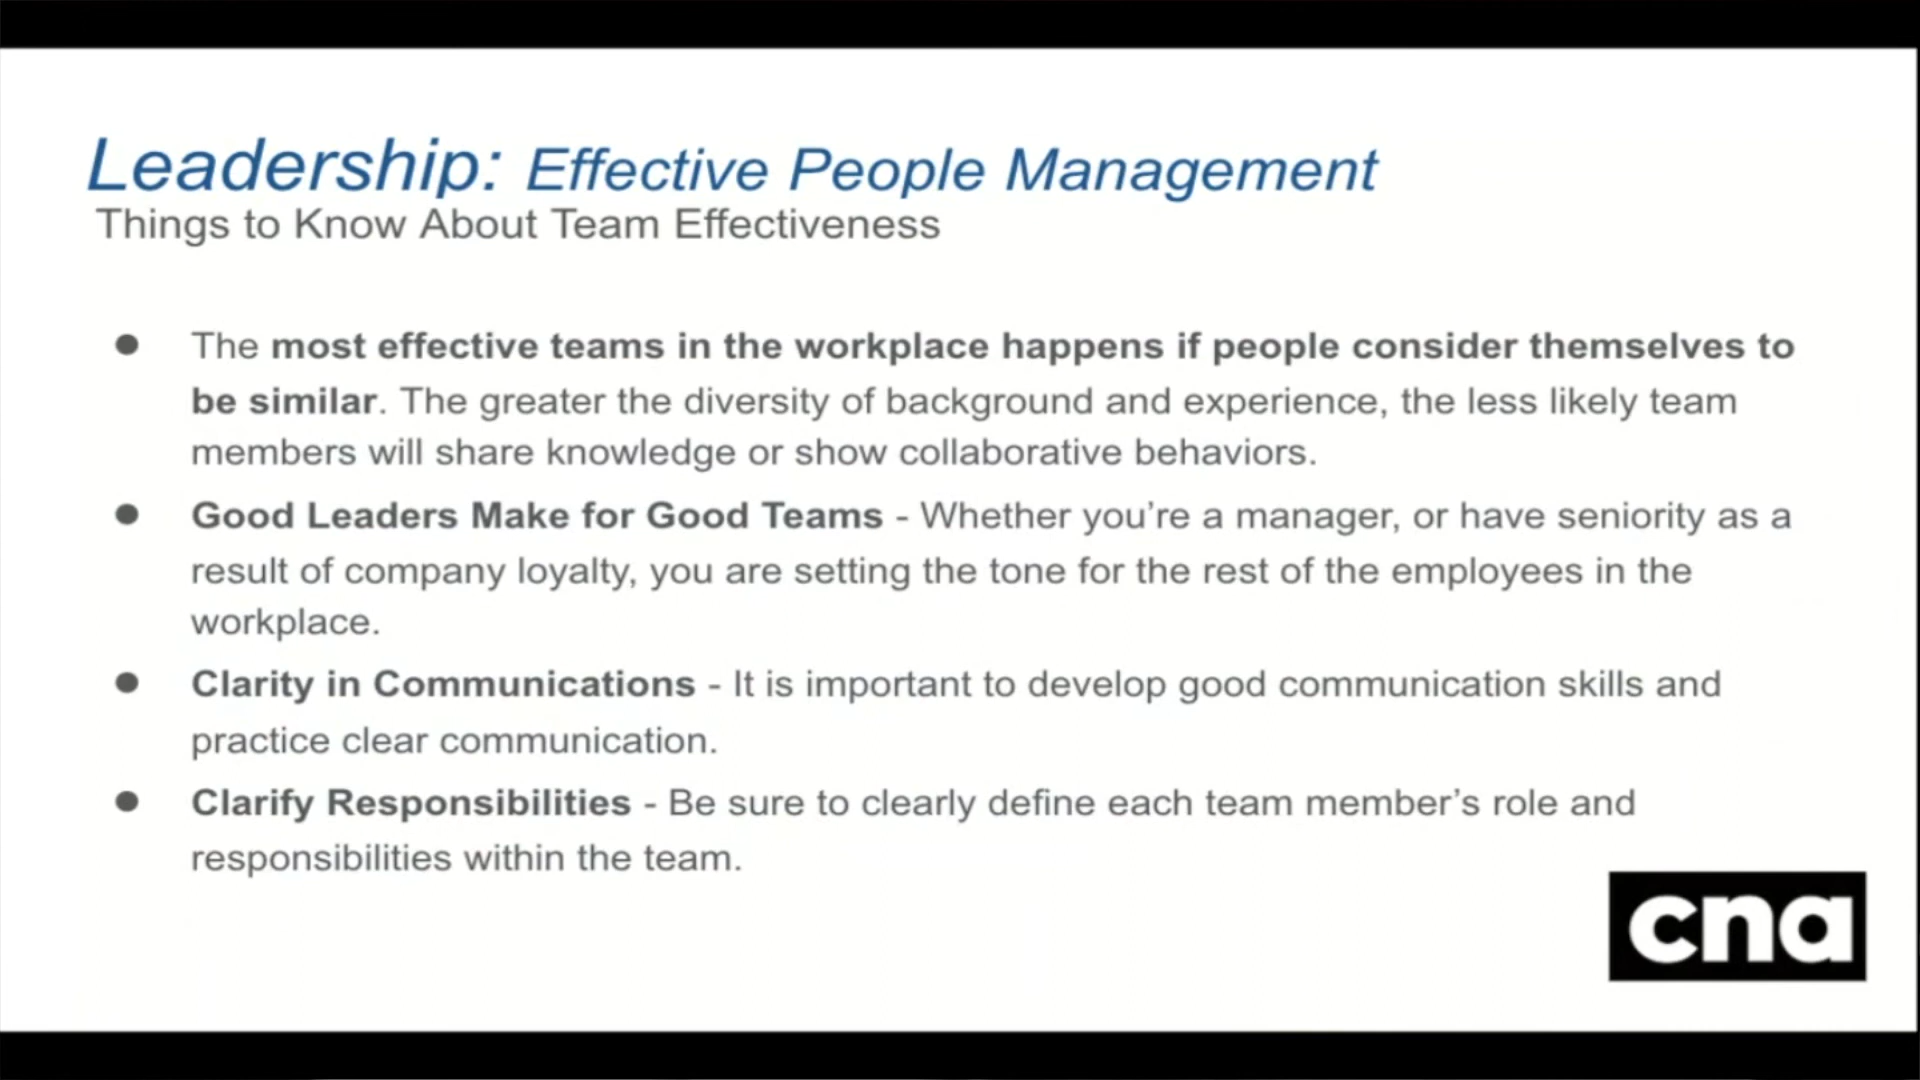 Leadership: Effective People Management
Things to Know About Team Effectiveness
● The most effective teams in the workplace happens if people consider themselves to
be similar. The greater the diversity of background and experience, the less likely team
members will share knowledge or show collaborative behaviors.
● Good Leaders Make for Good Teams - Whether you’re a manager, or have seniority as a
result of company loyalty, you are setting the tone for the rest of the employees in the
workplace.
● Clarity in Communications - It is important to develop good communication skills and
practice clear communication.
● Clarify Responsibilities - Be sure to clearly define each team member’s role and
responsibilities within the team.
cna